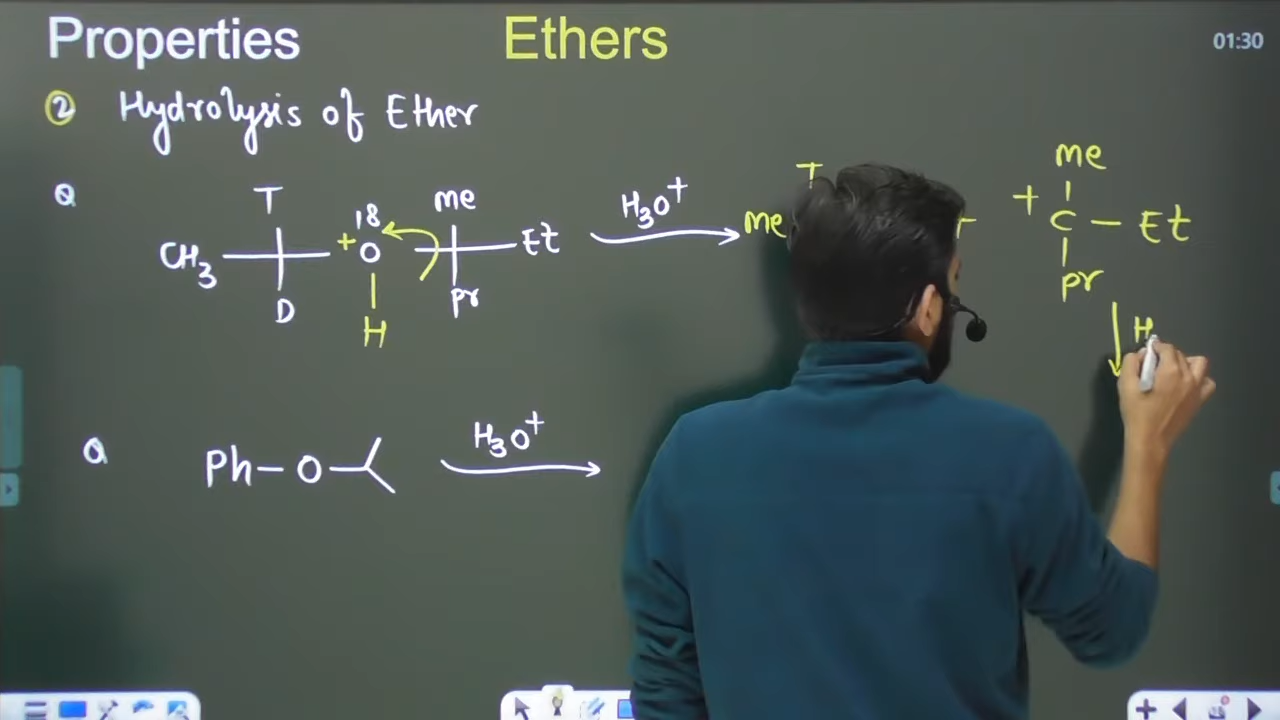 Properties Ethers 01:30
② Hydrolysis of Ether
Me
T T
Q 18 me H3O+ +
CH3 +O Et me C – Et
D H pr pr
H
Q Ph–O H3O+